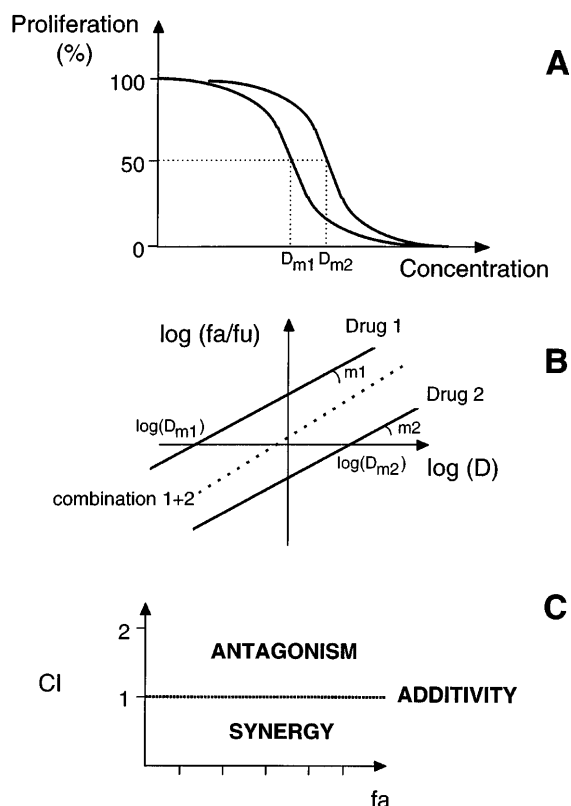 Proliferation
(%)
A
100
50
0
Dm1 Dm2
Concentration
log (fa/fu)
Drug 1
B
m1
Drug 2
log(Dm1)
m2
log(Dm2)
log (D)
combination 1+2
C
2
ANTAGONISM
CI
1
ADDITIVITY
SYNERGY
fa